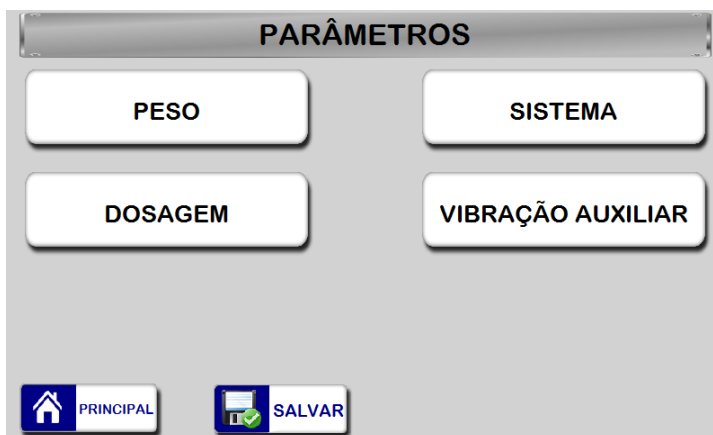 PARÂMETROS
PESO
SISTEMA
DOSAGEM
VIBRAÇÃO AUXILIAR
PRINCIPAL
SALVAR